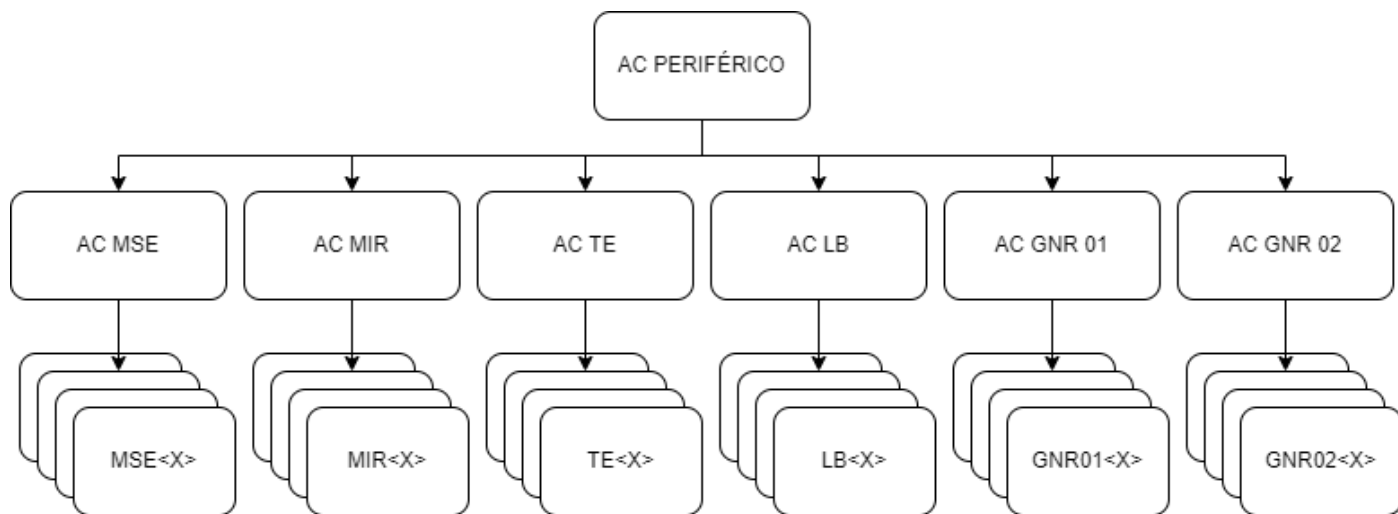 AC PERIFÉRICO
AC MSE
AC MIR
AC TE
AC LB
AC GNR 01
AC GNR 02
MSE<X>
MIR<X>
TE<X>
LB<X>
GNR01<X>
GNR02<X>